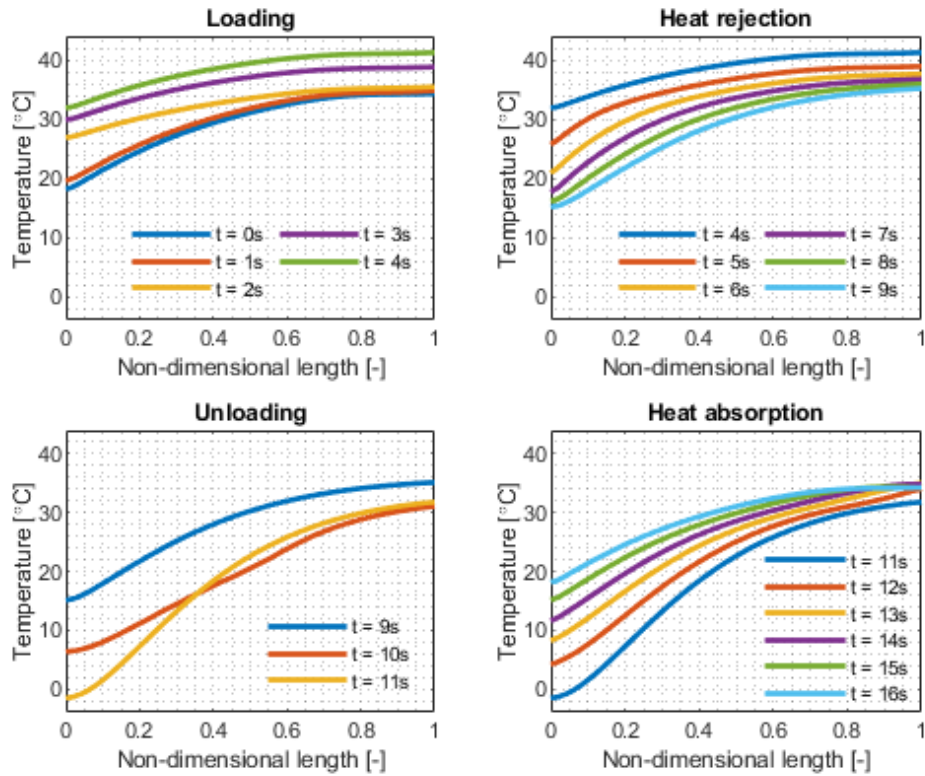 Loading
Temperature [°C]
40
30
20
10
0
t = 0s
t = 1s
t = 2s
t = 3s
t = 4s
0 0.2 0.4 0.6 0.8 1
Non-dimensional length [-]
Heat rejection
Temperature [°C]
40
30
20
10
0
t = 4s
t = 5s
t = 6s
t = 7s
t = 8s
t = 9s
0 0.2 0.4 0.6 0.8 1
Non-dimensional length [-]
Unloading
Temperature [°C]
40
30
20
10
0
t = 9s
t = 10s
t = 11s
0 0.2 0.4 0.6 0.8 1
Non-dimensional length [-]
Heat absorption
Temperature [°C]
40
30
20
10
0
t = 11s
t = 12s
t = 13s
t = 14s
t = 15s
t = 16s
0 0.2 0.4 0.6 0.8 1
Non-dimensional length [-]